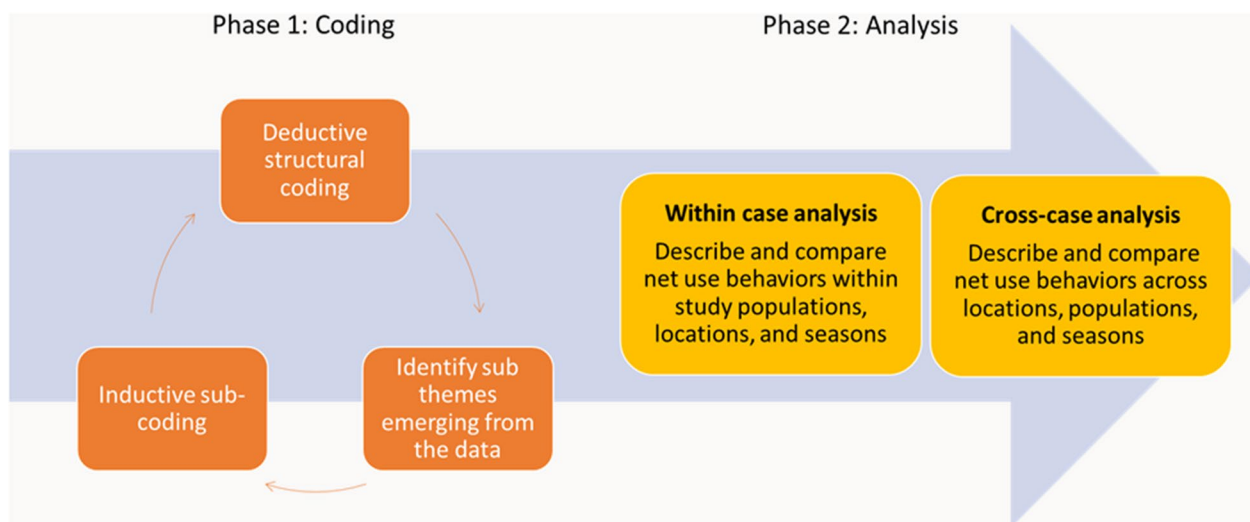 Phase 1: Coding
Phase 2: Analysis
Deductive
structural
coding
Inductive sub-
coding
Identify sub
themes
emerging from
the data
Within case analysis
Describe and compare
net use behaviors within
study populations,
locations, and seasons
Cross-case analysis
Describe and compare
net use behaviors across
locations, populations,
and seasons